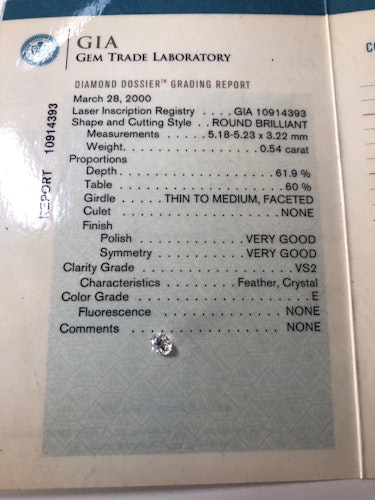 GIA
GEM TRADE LABORATORY
DIAMOND DOSSIER™ GRADING REPORT
March 28, 2000
Laser Inscription Registry . . GIA 10914393
Shape and Cutting Style . . ROUND BRILLIANT
Measurements . . . . 5.18-5.23 x 3.22 mm
Weight. . . . . . . . . . . . . . . . . 0.54 carat
Proportions
Depth. . . . . . . . . . . . . . . . . . . . 61.9 %
Table . . . . . . . . . . . . . . . . . . . . . 60 %
Girdle . . . . THIN TO MEDIUM, FACETED
Culet . . . . . . . . . . . . . . . . . . . . NONE
Finish
Polish . . . . . . . . . . . . . . VERY GOOD
Symmetry . . . . . . . . . . . VERY GOOD
Clarity Grade . . . . . . . . . . . . . . . . . VS2
Characteristics . . . . . . . Feather, Crystal
Color Grade. . . . . . . . . . . . . . . . . . . . E
Fluorescence . . . . . . . . . . . . . NONE
Comments . . . . . . . . . . . . . . . . NONE
REPORT 10914393